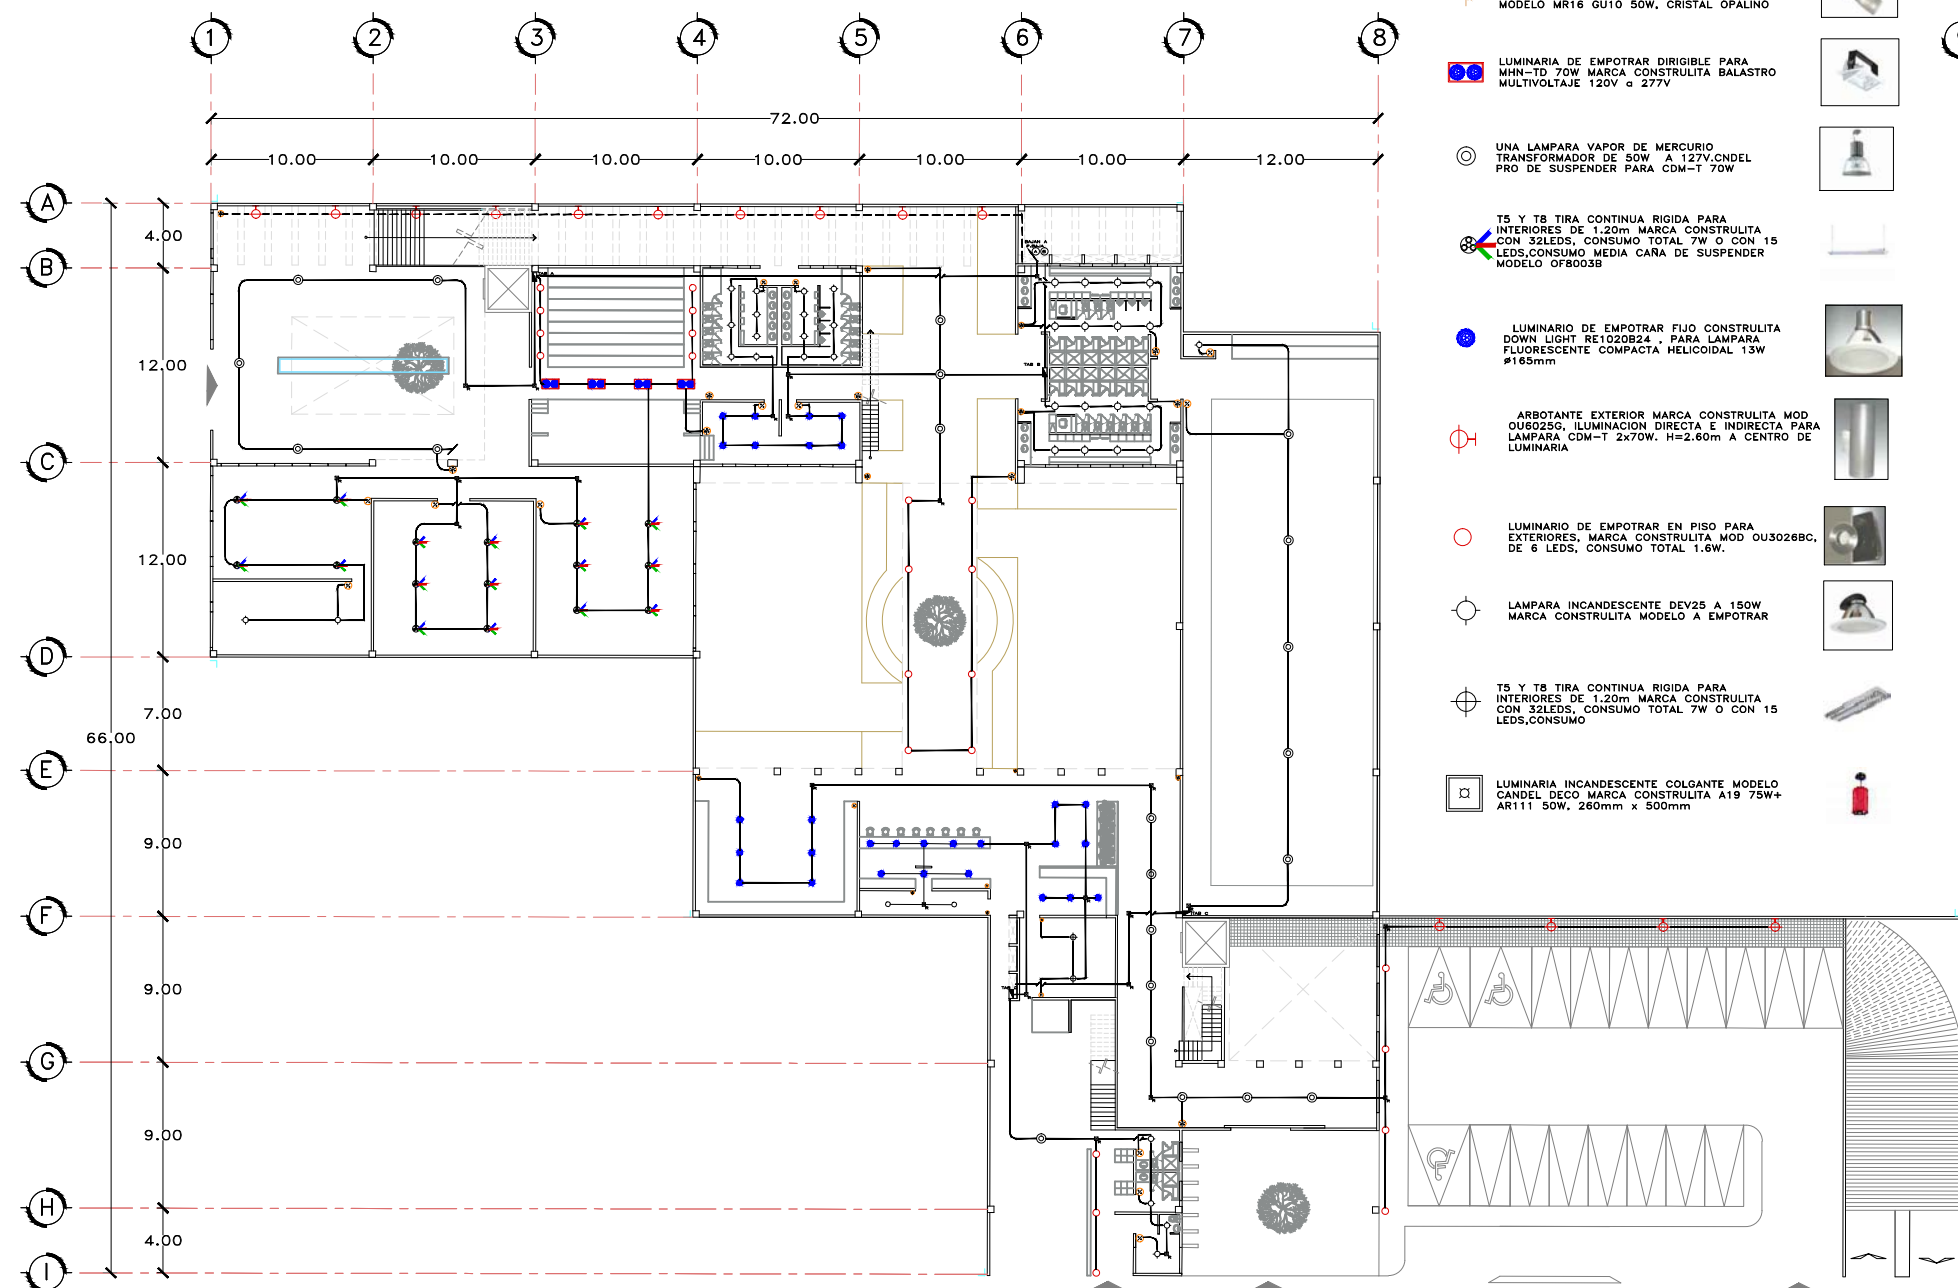 MODELO MR16 GU10 50W, CRISTAL OPALINO
1 2 3 4 5 6 7 8
LUMINARIA DE EMPOTRAR DIRIGIBLE PARA
MHN-TD 70W MARCA CONSTRULITA BALASTRO
MULTIVOLTAJE 120V a 277V
72.00
10.00 10.00 10.00 10.00 10.00 10.00 12.00
UNA LAMPARA VAPOR DE MERCURIO
TRANSFORMADOR DE 50W A 127V.CNDEL
PRO DE SUSPENDER PARA CDM-T 70W
A
4.00
B
12.00
C
12.00
D
7.00
66.00
E
9.00
F
9.00
G
9.00
H
4.00
I
T5 Y T8 TIRA CONTINUA RIGIDA PARA
INTERIORES DE 1.20m MARCA CONSTRULITA
CON 32LEDS, CONSUMO TOTAL 7W O CON 15
LEDS,CONSUMO MEDIA CAÑA DE SUSPENDER
MODELO OF8003B
LUMINARIO DE EMPOTRAR FIJO CONSTRULITA
DOWN LIGHT RE1020B24 , PARA LAMPARA
FLUORESCENTE COMPACTA HELICOIDAL 13W
ø165mm
ARBOTANTE EXTERIOR MARCA CONSTRULITA MOD
OU6025G, ILUMINACION DIRECTA E INDIRECTA PARA
LAMPARA CDM-T 2x70W. H=2.60m A CENTRO DE
LUMINARIA
LUMINARIO DE EMPOTRAR EN PISO PARA
EXTERIORES, MARCA CONSTRULITA MOD OU3026BC,
DE 6 LEDS, CONSUMO TOTAL 1.6W.
LAMPARA INCANDESCENTE DEV25 A 150W
MARCA CONSTRULITA MODELO A EMPOTRAR
T5 Y T8 TIRA CONTINUA RIGIDA PARA
INTERIORES DE 1.20m MARCA CONSTRULITA
CON 32LEDS, CONSUMO TOTAL 7W O CON 15
LEDS,CONSUMO
LUMINARIA INCANDESCENTE COLGANTE MODELO
CANDEL DECO MARCA CONSTRULITA A19 75W+
AR111 50W, 260mm x 500mm
TAB A
TAB B
TAB C